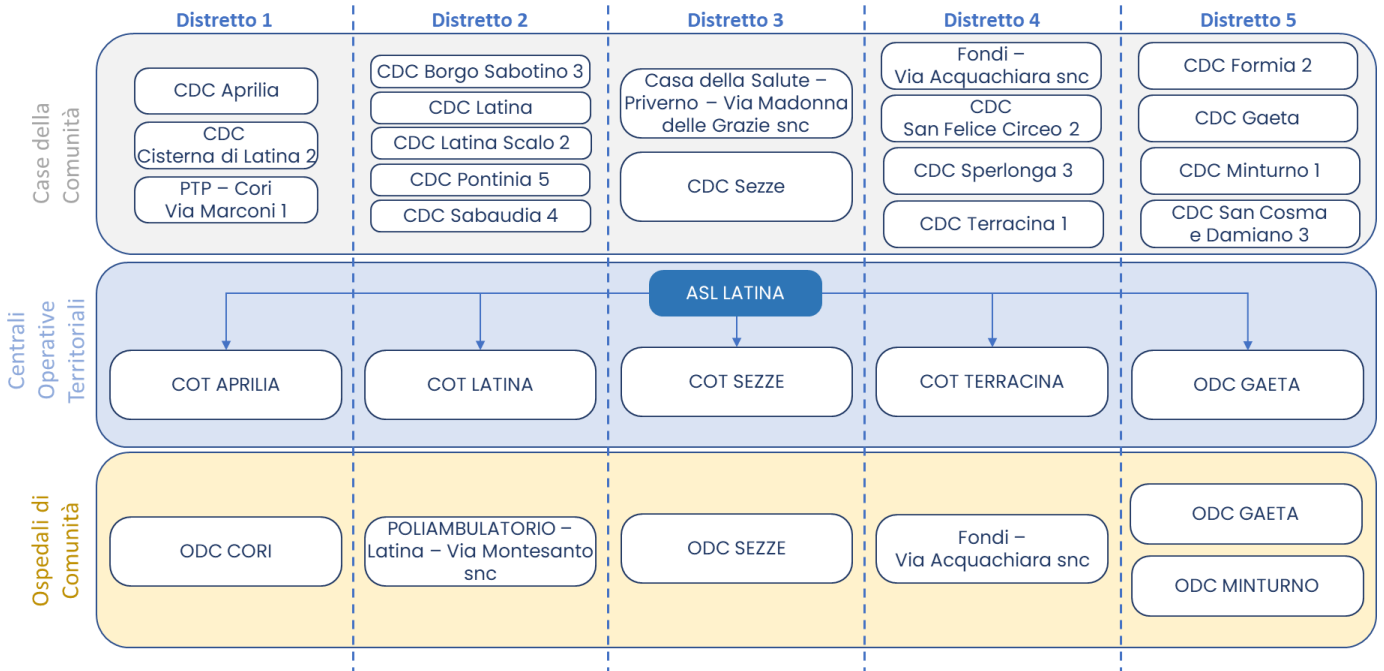 Distretto 1
Distretto 2
Distretto 3
Distretto 4
Distretto 5
Case della
Comunità
CDC Aprilia
CDC
Cisterna di Latina 2
PTP – Cori
Via Marconi 1
CDC Borgo Sabotino 3
CDC Latina
CDC Latina Scalo 2
CDC Pontinia 5
CDC Sabaudia 4
Casa della Salute –
Priverno – Via Madonna
delle Grazie snc
CDC Sezze
Fondi –
Via Acquachiara snc
CDC
San Felice Circeo 2
CDC Sperlonga 3
CDC Terracina 1
CDC Formia 2
CDC Gaeta
CDC Minturno 1
CDC San Cosma
e Damiano 3
Centrali
Operative
Territoriali
ASL LATINA
COT APRILIA
COT LATINA
COT SEZZE
COT TERRACINA
ODC GAETA
Ospedali di
Comunità
ODC CORI
POLIAMBULATORIO –
Latina – Via Montesanto
snc
ODC SEZZE
Fondi –
Via Acquachiara snc
ODC GAETA
ODC MINTURNO